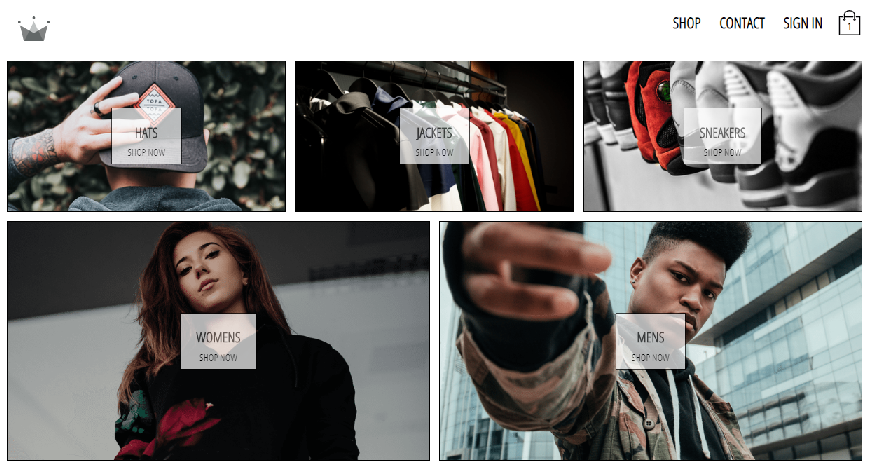 SHOP
CONTACT
SIGN IN
1
HATS
SHOP NOW
JACKETS
SHOP NOW
SNEAKERS
SHOP NOW
WOMENS
SHOP NOW
MENS
SHOP NOW